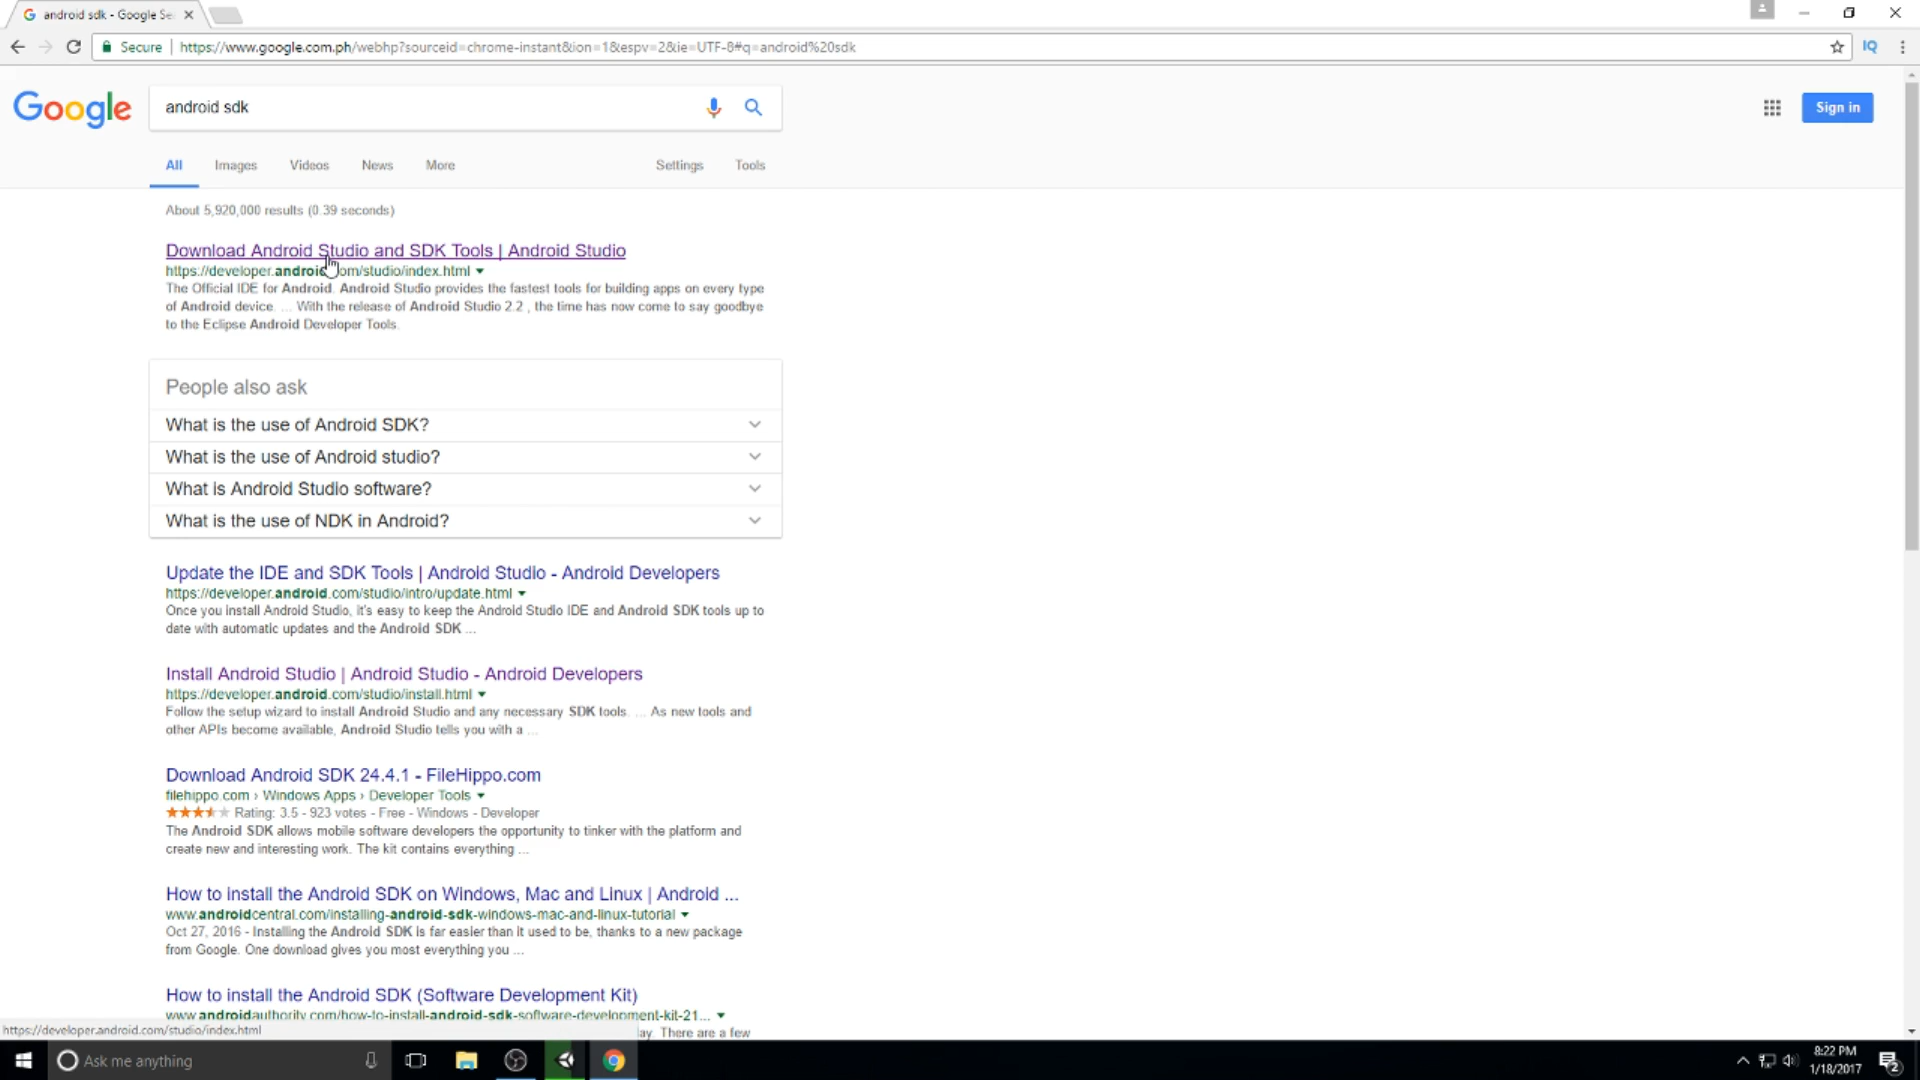 android sdk - Google Se
Secure
https://www.google.com.ph/webhp?sourceid=chrome-instant&ion=1&espv=2&ie=UTF-8#q=android%20sdk
IQ
Google
android sdk
Sign in
All Images Videos News More Settings Tools
About 5,920,000 results (0.39 seconds)
Download Android Studio and SDK Tools | Android Studio
https://developer.android.com/studio/index.html
The Official IDE for Android. Android Studio provides the fastest tools for building apps on every type
of Android device. ... With the release of Android Studio 2.2 , the time has now come to say goodbye
to the Eclipse Android Developer Tools.
People also ask
What is the use of Android SDK?
What is the use of Android studio?
What is Android Studio software?
What is the use of NDK in Android?
Update the IDE and SDK Tools | Android Studio - Android Developers
https://developer.android.com/studio/intro/update.html
Once you install Android Studio, it's easy to keep the Android Studio IDE and Android SDK tools up to
date with automatic updates and the Android SDK ...
Install Android Studio | Android Studio - Android Developers
https://developer.android.com/studio/install.html
Follow the setup wizard to install Android Studio and any necessary SDK tools. ... As new tools and
other APIs become available, Android Studio tells you with a ...
Download Android SDK 24.4.1 - FileHippo.com
filehippo.com › Windows Apps › Developer Tools
Rating: 3.5 - 923 votes - Free - Windows - Developer
The Android SDK allows mobile software developers the opportunity to tinker with the platform and
create new and interesting work. The kit contains everything ...
How to install the Android SDK on Windows, Mac and Linux | Android ...
www.androidcentral.com/installing-android-sdk-windows-mac-and-linux-tutorial
Oct 27, 2016 - Installing the Android SDK is far easier than it used to be, thanks to a new package
from Google. One download gives you most everything you ...
How to install the Android SDK (Software Development Kit)
www.androidauthority.com/how-to-install-android-sdk-software-development-kit-21...
ay. There are a few
https://developer.android.com/studio/index.html
Ask me anything
8:22 PM
1/18/2017
2